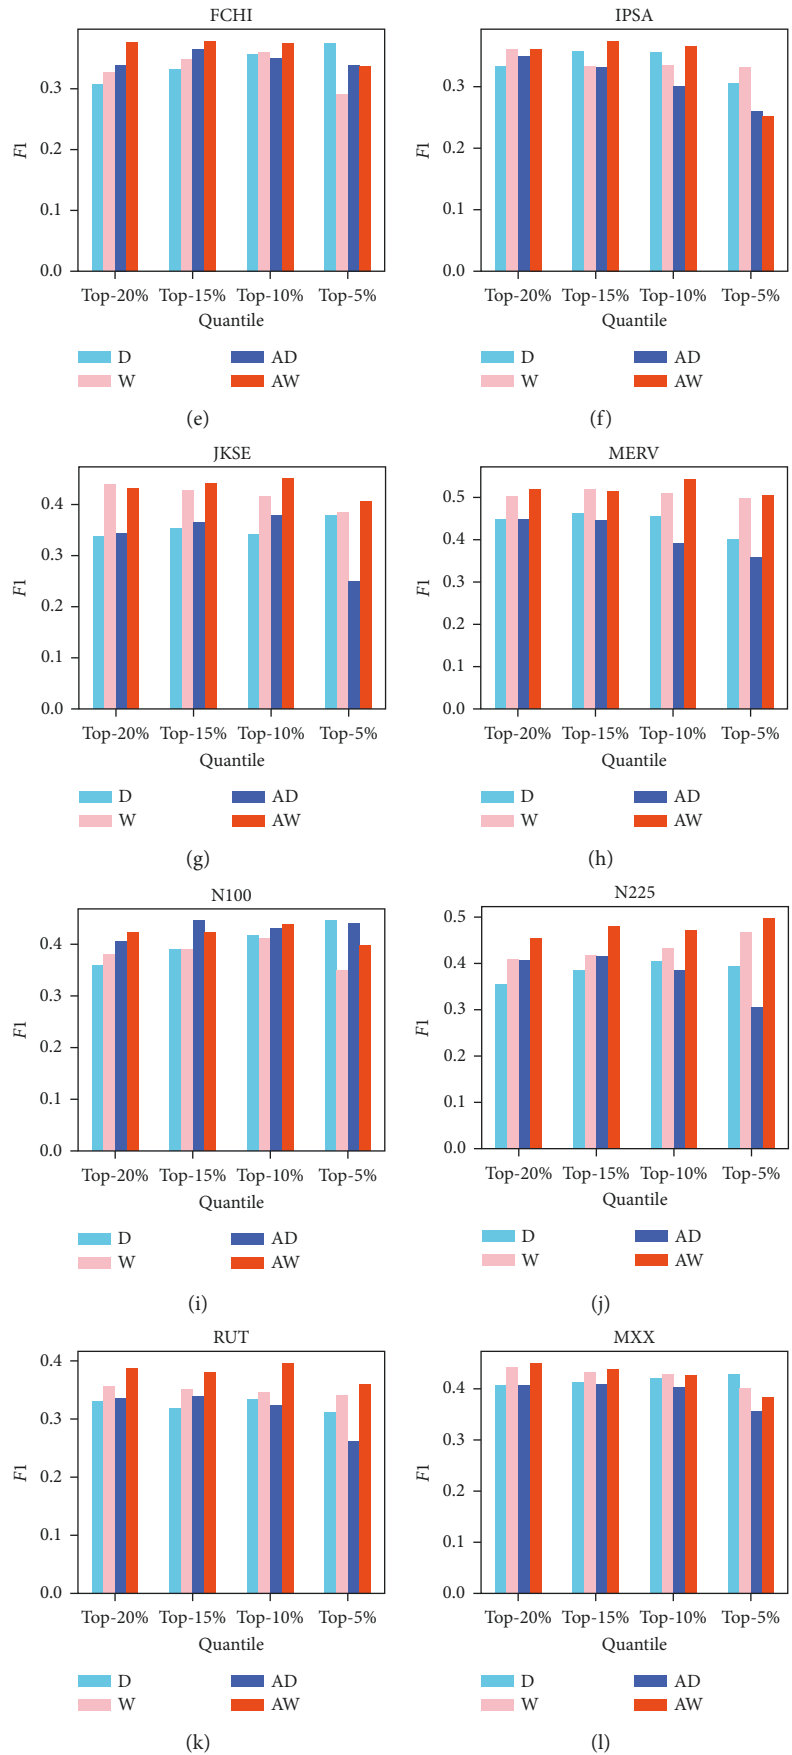 FCHI
F1
0.3
0.2
0.1
0.0
Top-20% Top-15% Top-10% Top-5%
Quantile
D AD
W AW
(e)
IPSA
F1
0.3
0.2
0.1
0.0
Top-20% Top-15% Top-10% Top-5%
Quantile
D AD
W AW
(f)
JKSE
F1
0.4
0.3
0.2
0.1
0.0
Top-20% Top-15% Top-10% Top-5%
Quantile
D AD
W AW
(g)
MERV
F1
0.5
0.4
0.3
0.2
0.1
0.0
Top-20% Top-15% Top-10% Top-5%
Quantile
D AD
W AW
(h)
N100
F1
0.4
0.3
0.2
0.1
0.0
Top-20% Top-15% Top-10% Top-5%
Quantile
D AD
W AW
(i)
N225
F1
0.5
0.4
0.3
0.2
0.1
0.0
Top-20% Top-15% Top-10% Top-5%
Quantile
D AD
W AW
(j)
RUT
F1
0.4
0.3
0.2
0.1
0.0
Top-20% Top-15% Top-10% Top-5%
Quantile
D AD
W AW
(k)
MXX
F1
0.4
0.3
0.2
0.1
0.0
Top-20% Top-15% Top-10% Top-5%
Quantile
D AD
W AW
(l)